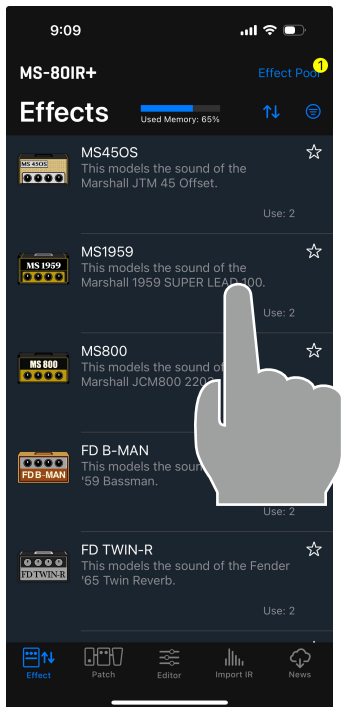 9:09
MS-80IR+
Effect Pool
1
Effects
Used Memory: 65%
MS45OS
MS45OS
This models the sound of the
Marshall JTM 45 Offset.
Use: 2
MS1959
MS 1959
This models the sound of the
Marshall 1959 SUPER LEAD 100.
Use: 2
MS800
MS 800
This models the sound of
Marshall JCM800
FD B-MAN
FD B-MAN
This models the
'59 Bassman.
Use: 2
FD TWIN-R
FD TWIN-R
This models the sound of the Fender
'65 Twin Reverb.
Use: 2
Effect
Patch
Editor
Import IR
News